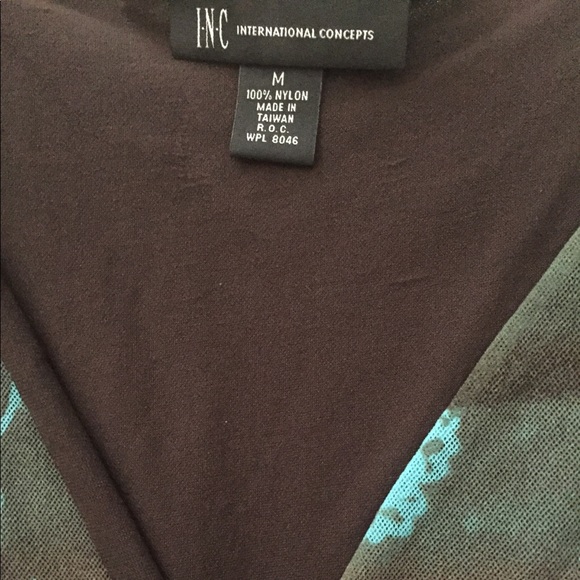 I·N·C INTERNATIONAL CONCEPTS
M
100% NYLON
MADE IN
TAIWAN
R.O.C.
WPL 8046